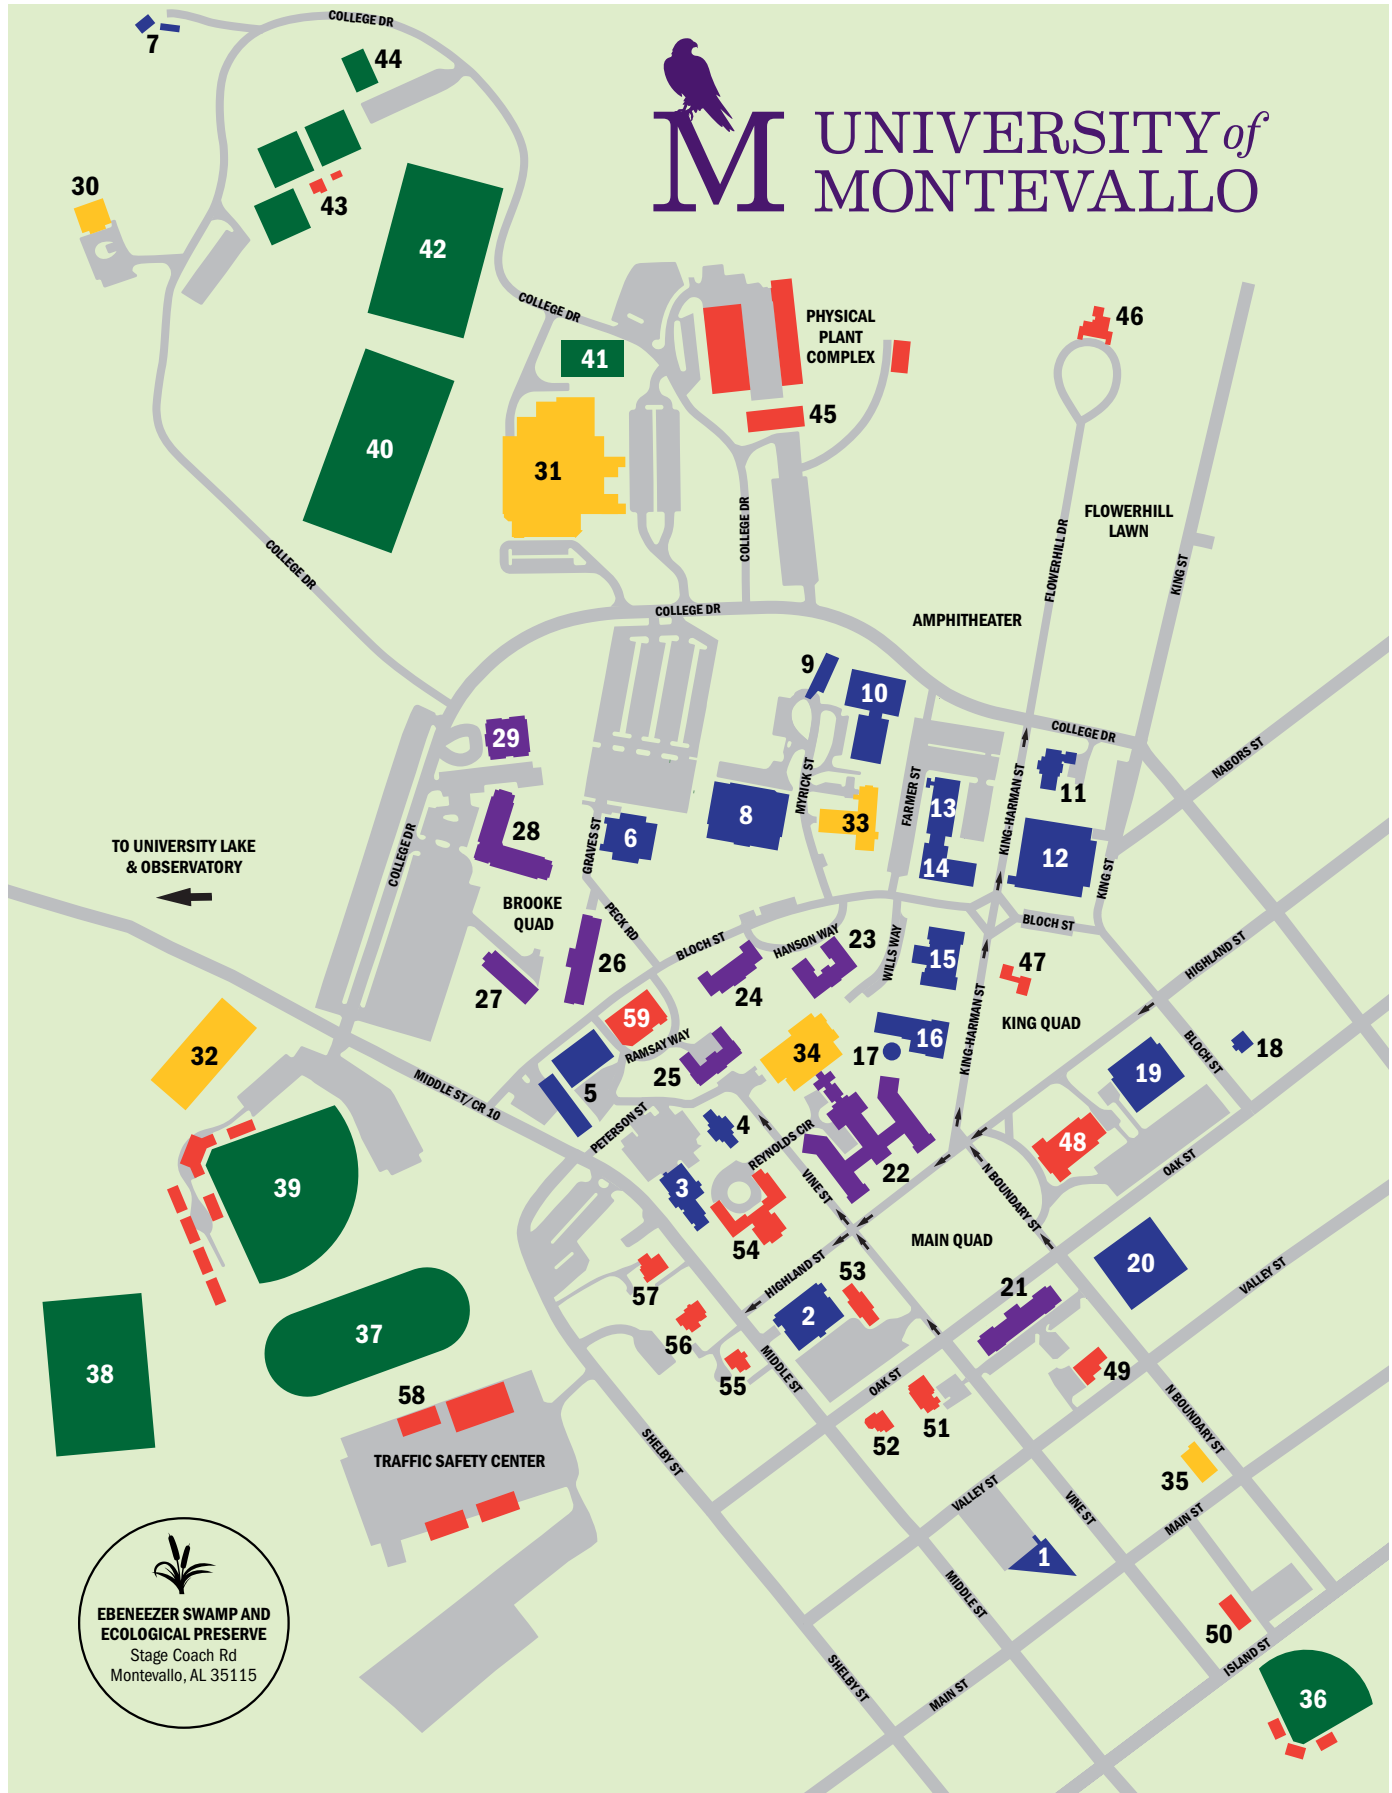 COLLEGE DR
7
44
UNIVERSITY of
MONTEVALLO
M
30
43
42
COLLEGE DR
PHYSICAL
PLANT
COMPLEX
46
41
45
40
31
FLOWERHILL
LAWN
COLLEGE DR
COLLEGE DR
FLOWERHILL DR
KING ST
COLLEGE DR
AMPHITHEATER
9
10
29
COLLEGE DR
NABORS ST
11
MYRICK ST
FARMER ST
KING-HARMAN ST
13
8
33
28
6
GRAVES ST
TO UNIVERSITY LAKE
& OBSERVATORY
COLLEGE DR
12
14
KING ST
BROOKE
QUAD
PECK RD
BLOCH ST
BLOCH ST
HANSON WAY
23
WILLS WAY
15
HIGHLAND ST
26
47
27
24
59
KING QUAD
KING-HARMAN ST
16
RAMSAY WAY
34
17
32
BLOCH ST
18
25
19
5
MIDDLE ST/ CR 10
PETERSON ST
4
REYNOLDS CIR
48
OAK ST
22
39
3
VINE ST
N BOUNDARY ST
MAIN QUAD
54
20
HIGHLAND ST
53
VALLEY ST
57
21
2
37
56
38
MIDDLE ST
55
49
OAK ST
58
N BOUNDARY ST
51
52
SHELBY ST
TRAFFIC SAFETY CENTER
35
VALLEY ST
VINE ST
MAIN ST
1
MIDDLE ST
EBENEEZER SWAMP AND
ECOLOGICAL PRESERVE
Stage Coach Rd
Montevallo, AL 35115
50
ISLAND ST
SHELBY ST
MAIN ST
36